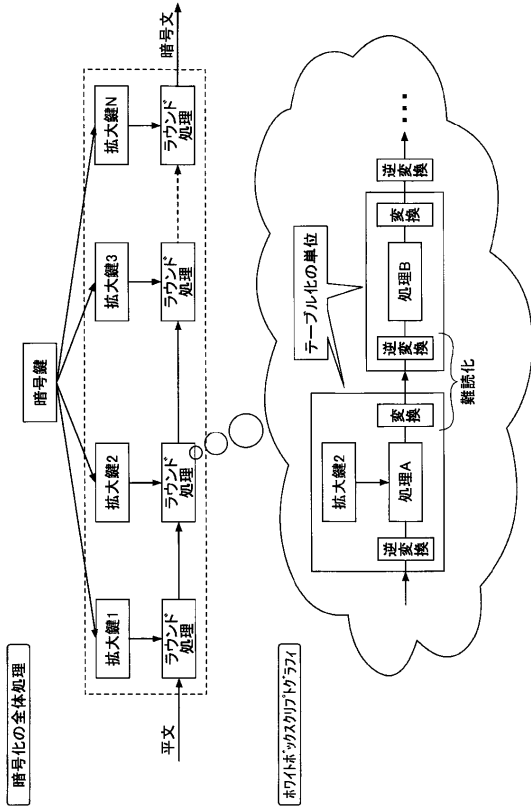 暗号化の全体処理
暗号鍵
拡大鍵1
拡大鍵2
拡大鍵3
拡大鍵N
平文
ラウンド
処理
ラウンド
処理
ラウンド
処理
ラウンド
処理
暗号文
ホワイトボックスクリプトグラフィ
テーブル化の単位
拡大鍵2
逆変換
処理A
変換
逆変換
処理B
変換
逆変換
...
難読化